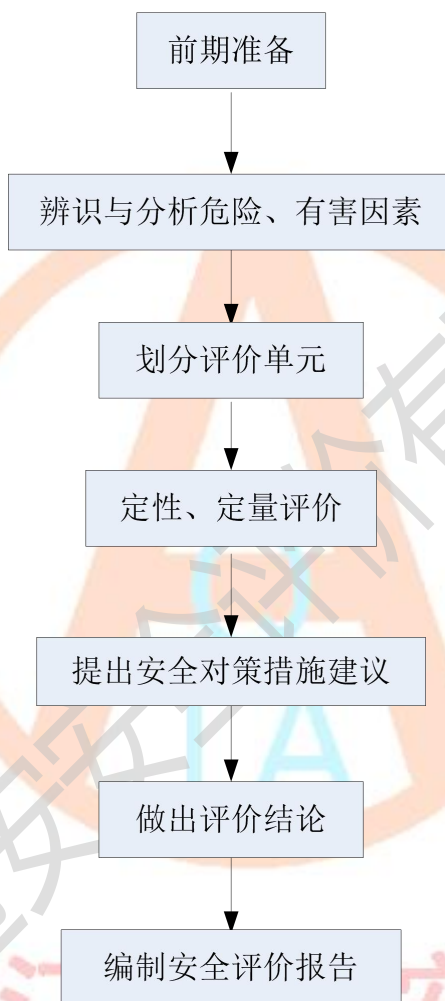 前期准备
辨识与分析危险、有害因素
划分评价单元
定性、定量评价
提出安全对策措施建议
做出评价结论
编制安全评价报告